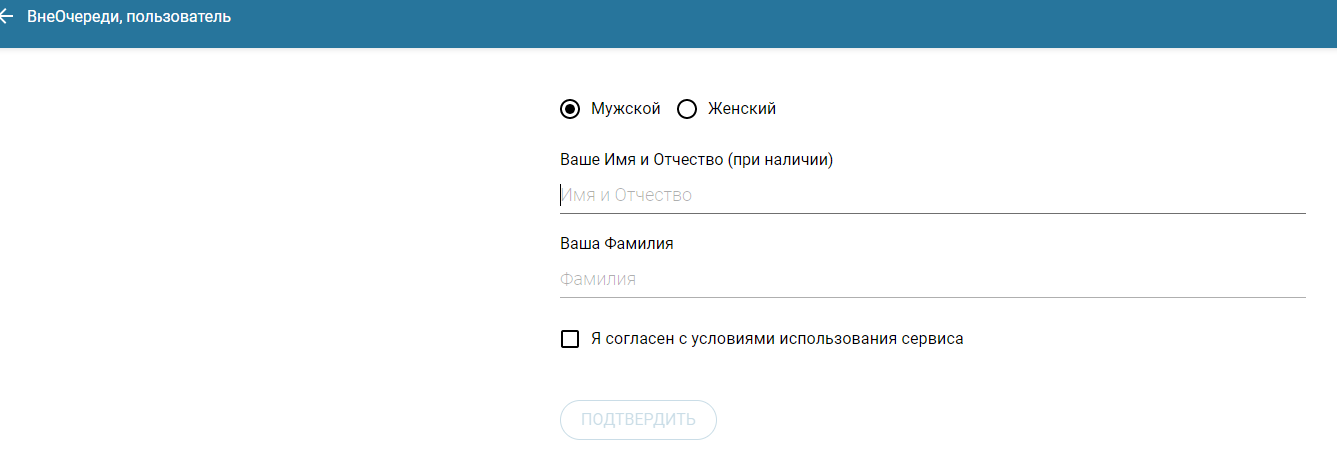 ВнеОчереди, пользователь
Мужской Женский
Ваше Имя и Отчество (при наличии)
Имя и Отчество
Ваша Фамилия
Фамилия
Я согласен с условиями использования сервиса
ПОДТВЕРДИТЬ